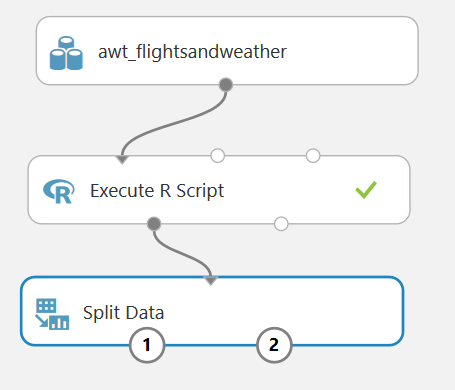 awt_flightsandweather
R Execute R Script
Split Data
1 2